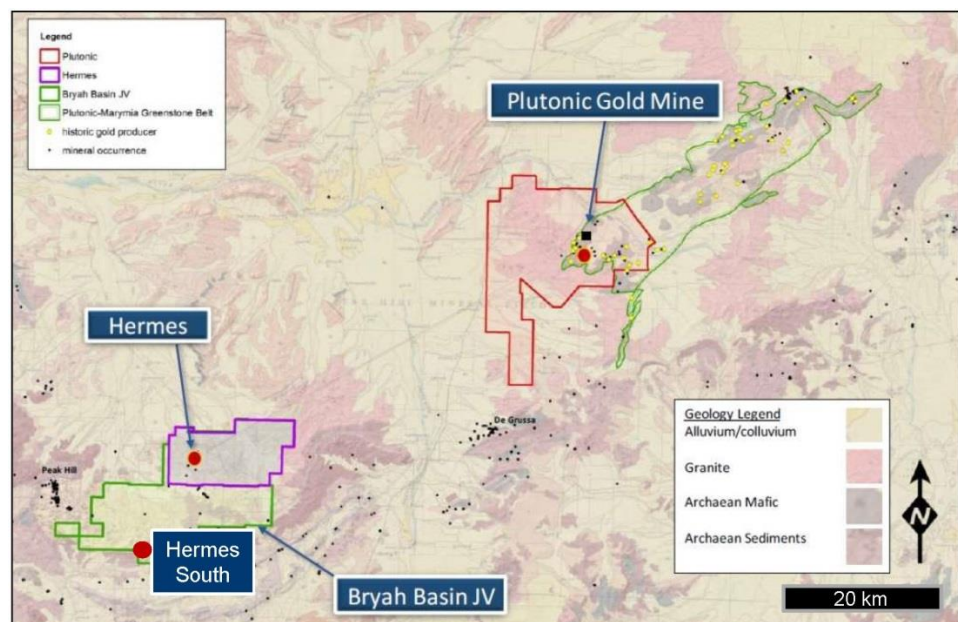 Legend
Plutonic
Hermes
Bryah Basin JV
Plutonic-Marymia Greenstone Belt
historic gold producer
mineral occurrence
Plutonic Gold Mine
Hermes
De Grussa
Peak Hill
Hermes
South
Bryah Basin JV
Geology Legend
Alluvium/colluvium
Granite
Archaean Mafic
Archaean Sediments
N
20 km